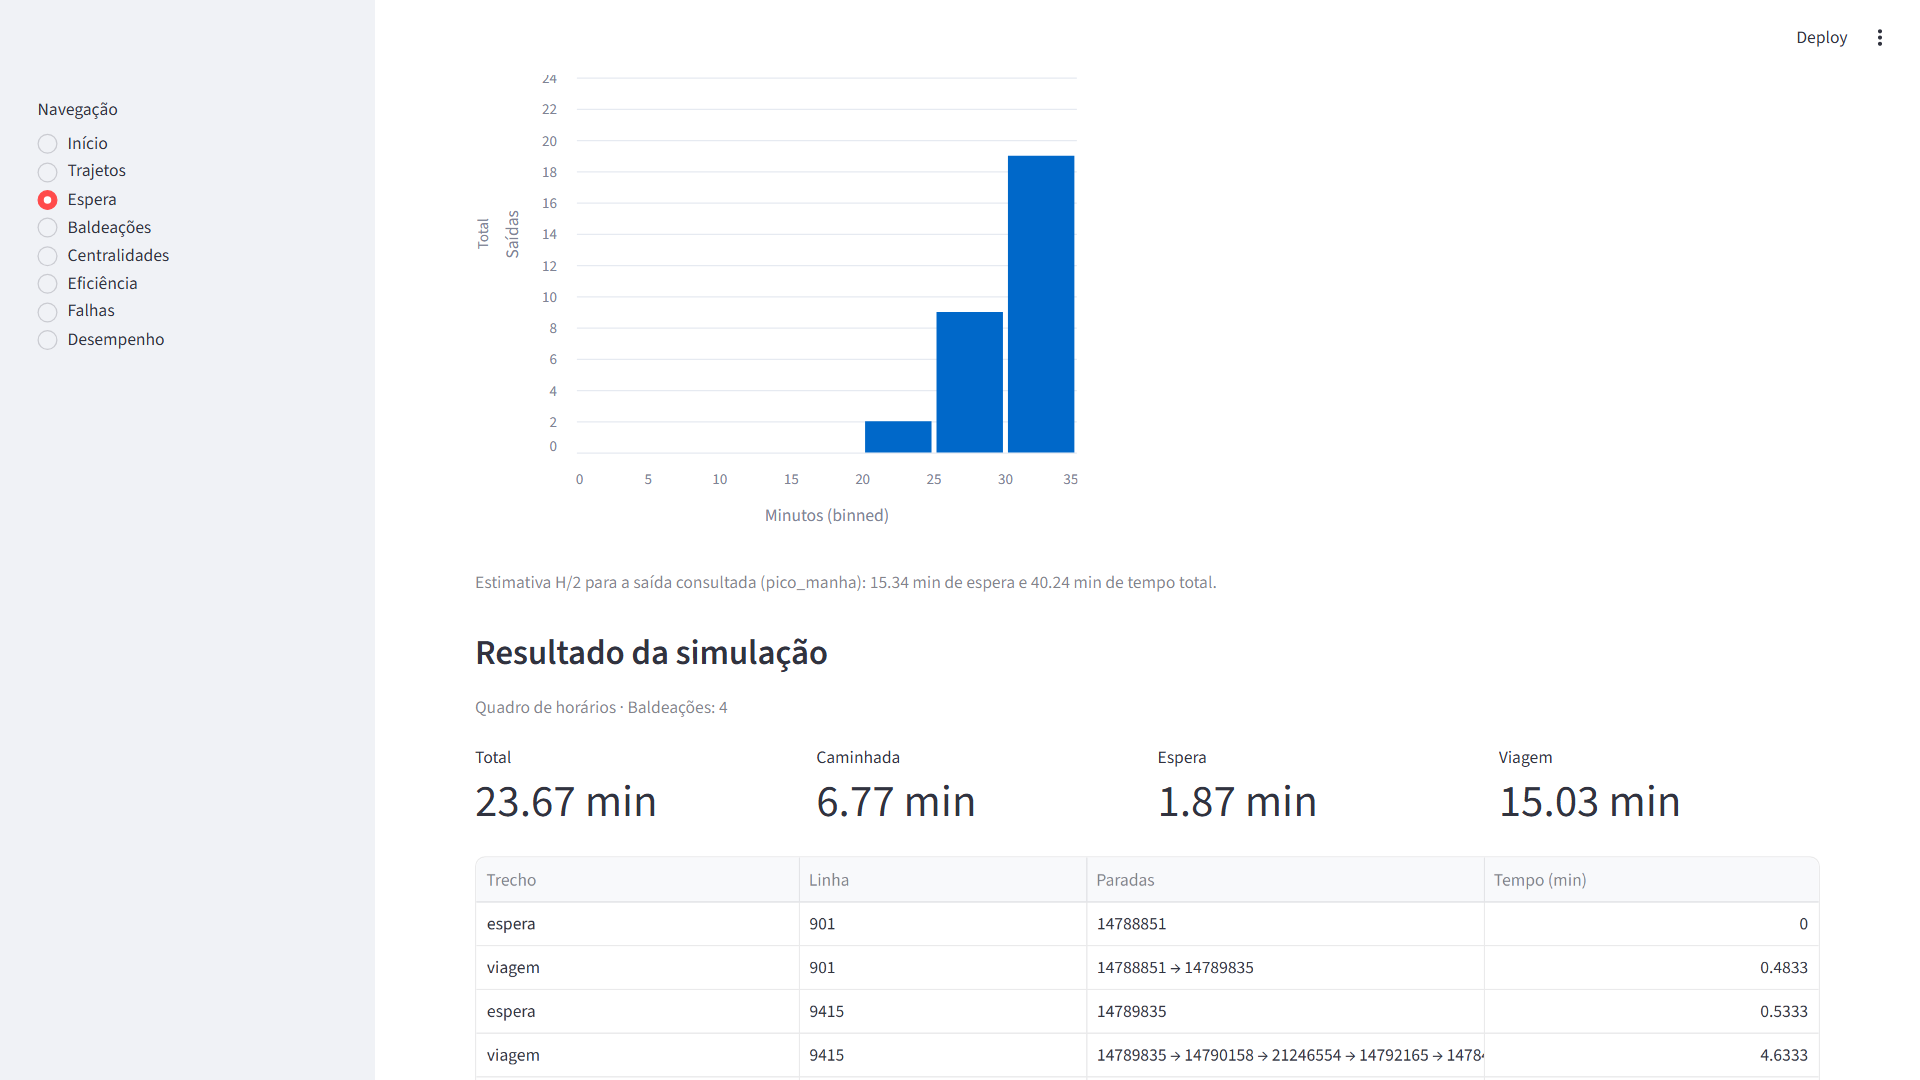 Deploy
Navegação
Início
Trajetos
Espera
Baldeações
Centralidades
Eficiência
Falhas
Desempenho
24
22
20
18
16
14
12
10
8
6
4
2
0
Total
Saídas
0 5 10 15 20 25 30 35
Minutos (binned)
Estimativa H/2 para a saída consultada (pico_manha): 15.34 min de espera e 40.24 min de tempo total.
Resultado da simulação
Quadro de horários · Baldeações: 4
Total Caminhada Espera Viagem
23.67 min 6.77 min 1.87 min 15.03 min
Trecho Linha Paradas Tempo (min)
espera 901 14788851 0
viagem 901 14788851 → 14789835 0.4833
espera 9415 14789835 0.5333
viagem 9415 14789835 → 14790158 → 21246554 → 14792165 → 1478 4.6333